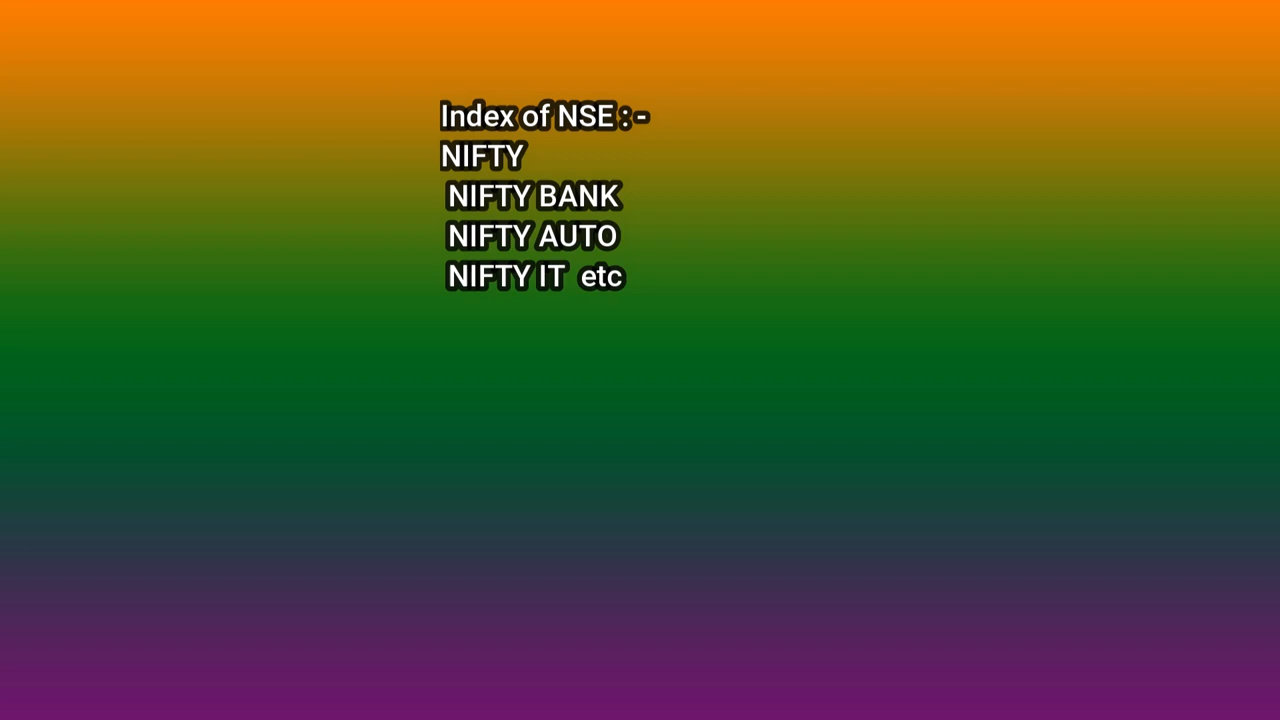 Index of NSE : -
NIFTY
NIFTY BANK
NIFTY AUTO
NIFTY IT  etc